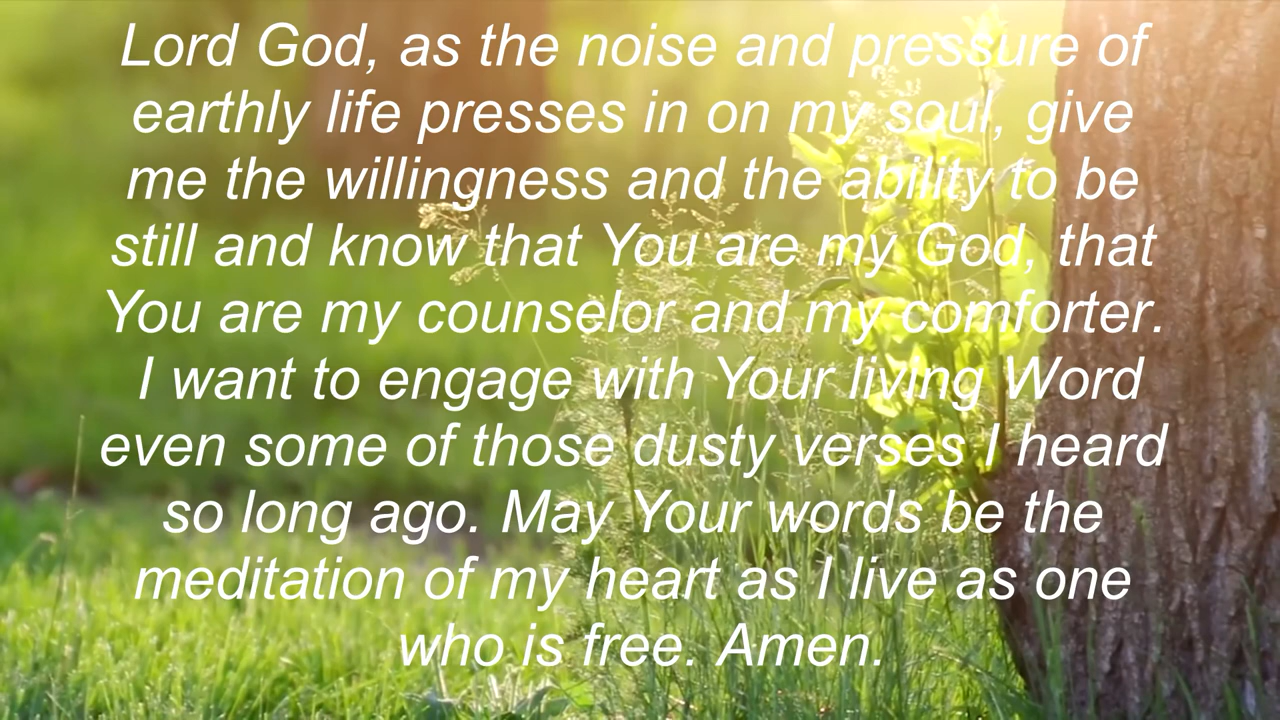 Lord God, as the noise and pressure of
earthly life presses in on my soul, give
me the willingness and the ability to be
still and know that You are my God, that
You are my counselor and my comforter.
I want to engage with Your living Word
even some of those dusty verses I heard
so long ago. May Your words be the
meditation of my heart as I live as one
who is free. Amen.